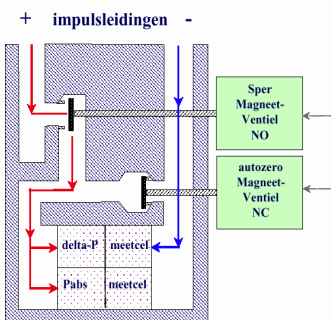 + impulsleidingen -
Sper
Magneet-
Ventiel
NO
autozero
Magneet-
Ventiel
NC
delta-P meetcel
Pabs meetcel